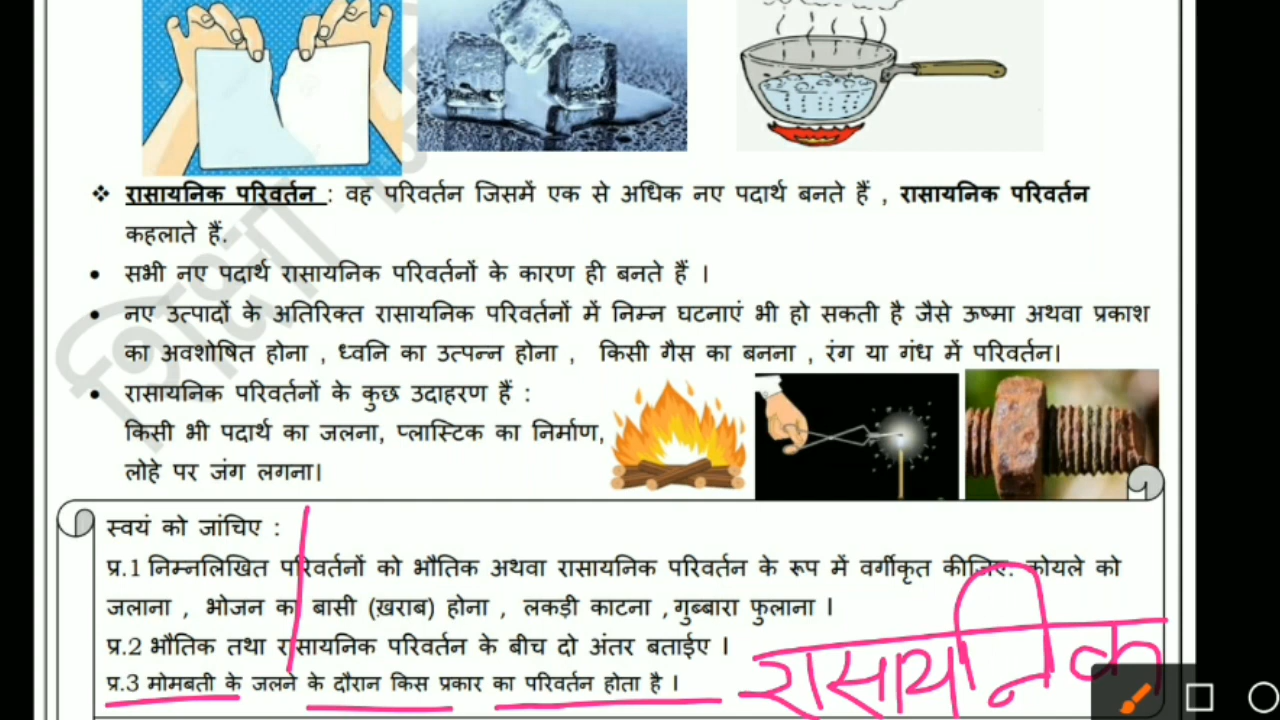 ❖ रासायनिक परिवर्तन : वह परिवर्तन जिसमें एक से अधिक नए पदार्थ बनते हैं , रासायनिक परिवर्तन
कहलाते हैं.
• सभी नए पदार्थ रासायनिक परिवर्तनों के कारण ही बनते हैं ।
• नए उत्पादों के अतिरिक्त रासायनिक परिवर्तनों में निम्न घटनाएं भी हो सकती है जैसे ऊष्मा अथवा प्रकाश
का अवशोषित होना , ध्वनि का उत्पन्न होना , किसी गैस का बनना , रंग या गंध में परिवर्तन।
• रासायनिक परिवर्तनों के कुछ उदाहरण हैं :
किसी भी पदार्थ का जलना, प्लास्टिक का निर्माण,
लोहे पर जंग लगना।
स्वयं को जांचिए :
प्र.1 निम्नलिखित परिवर्तनों को भौतिक अथवा रासायनिक परिवर्तन के रूप में वर्गीकृत कीजिए. कोयले को
जलाना , भोजन का बासी (ख़राब) होना , लकड़ी काटना ,गुब्बारा फुलाना ।
प्र.2 भौतिक तथा रासायनिक परिवर्तन के बीच दो अंतर बताईए ।
प्र.3 मोमबती के जलने के दौरान किस प्रकार का परिवर्तन होता है ।
रासायनिक
शिक्षा